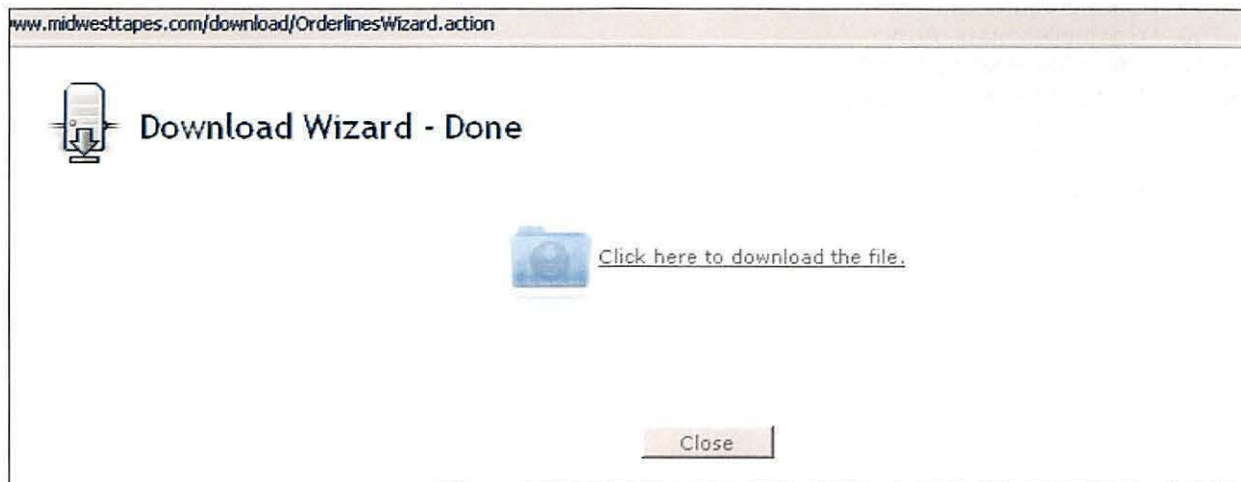 ww.midwesttapes.com/download/OrderlinesWizard.action
Download Wizard - Done
Click here to download the file.
Close